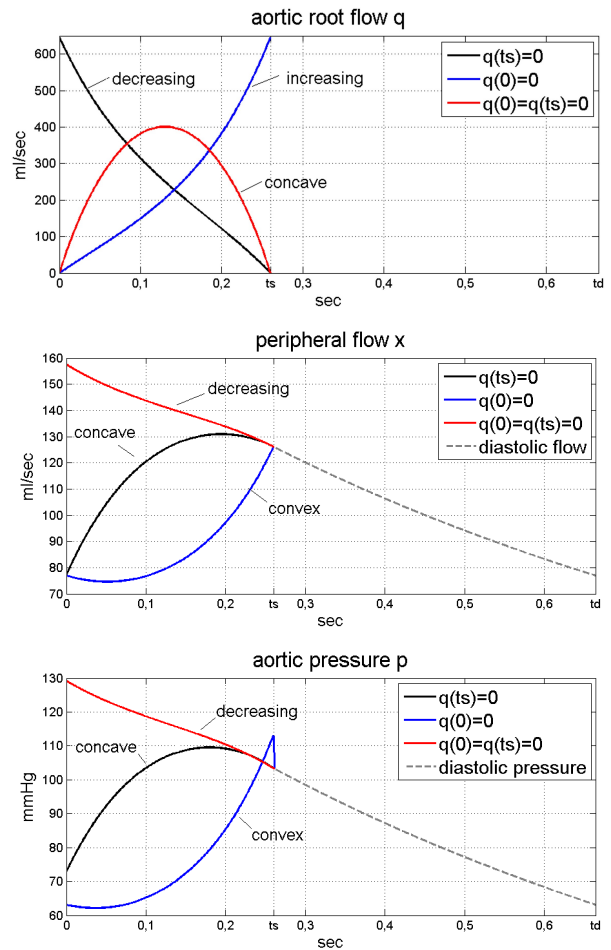 aortic root flow q
600
500
400
300
200
100
0
ml/sec
decreasing
increasing
concave
q(ts)=0
q(0)=0
q(0)=q(ts)=0
0 0,1 0,2 ts 0,3 0,4 0,5 0,6 td
sec
peripheral flow x
160
150
140
130
120
110
100
90
80
70
ml/sec
decreasing
concave
convex
q(ts)=0
q(0)=0
q(0)=q(ts)=0
diastolic flow
0 0,1 0,2 ts 0,3 0,4 0,5 0,6 td
sec
aortic pressure p
130
120
110
100
90
80
70
60
mmHg
decreasing
concave
convex
q(ts)=0
q(0)=0
q(0)=q(ts)=0
diastolic pressure
0 0,1 0,2 ts 0,3 0,4 0,5 0,6 td
sec